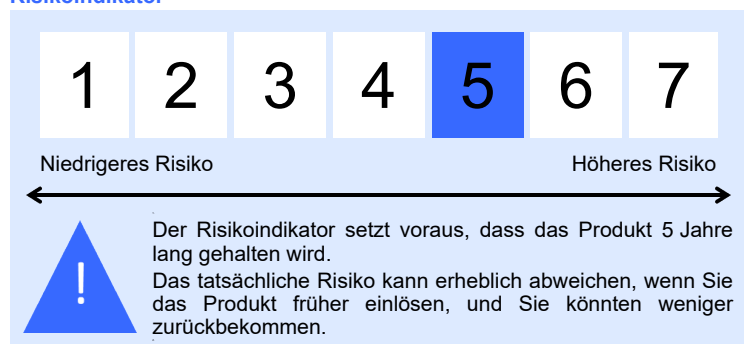 Risikoindikator
1 2 3 4 5 6 7
Niedrigeres Risiko Höheres Risiko
!
Der Risikoindikator setzt voraus, dass das Produkt 5 Jahre
lang gehalten wird.
Das tatsächliche Risiko kann erheblich abweichen, wenn Sie
das Produkt früher einlösen, und Sie könnten weniger
zurückbekommen.